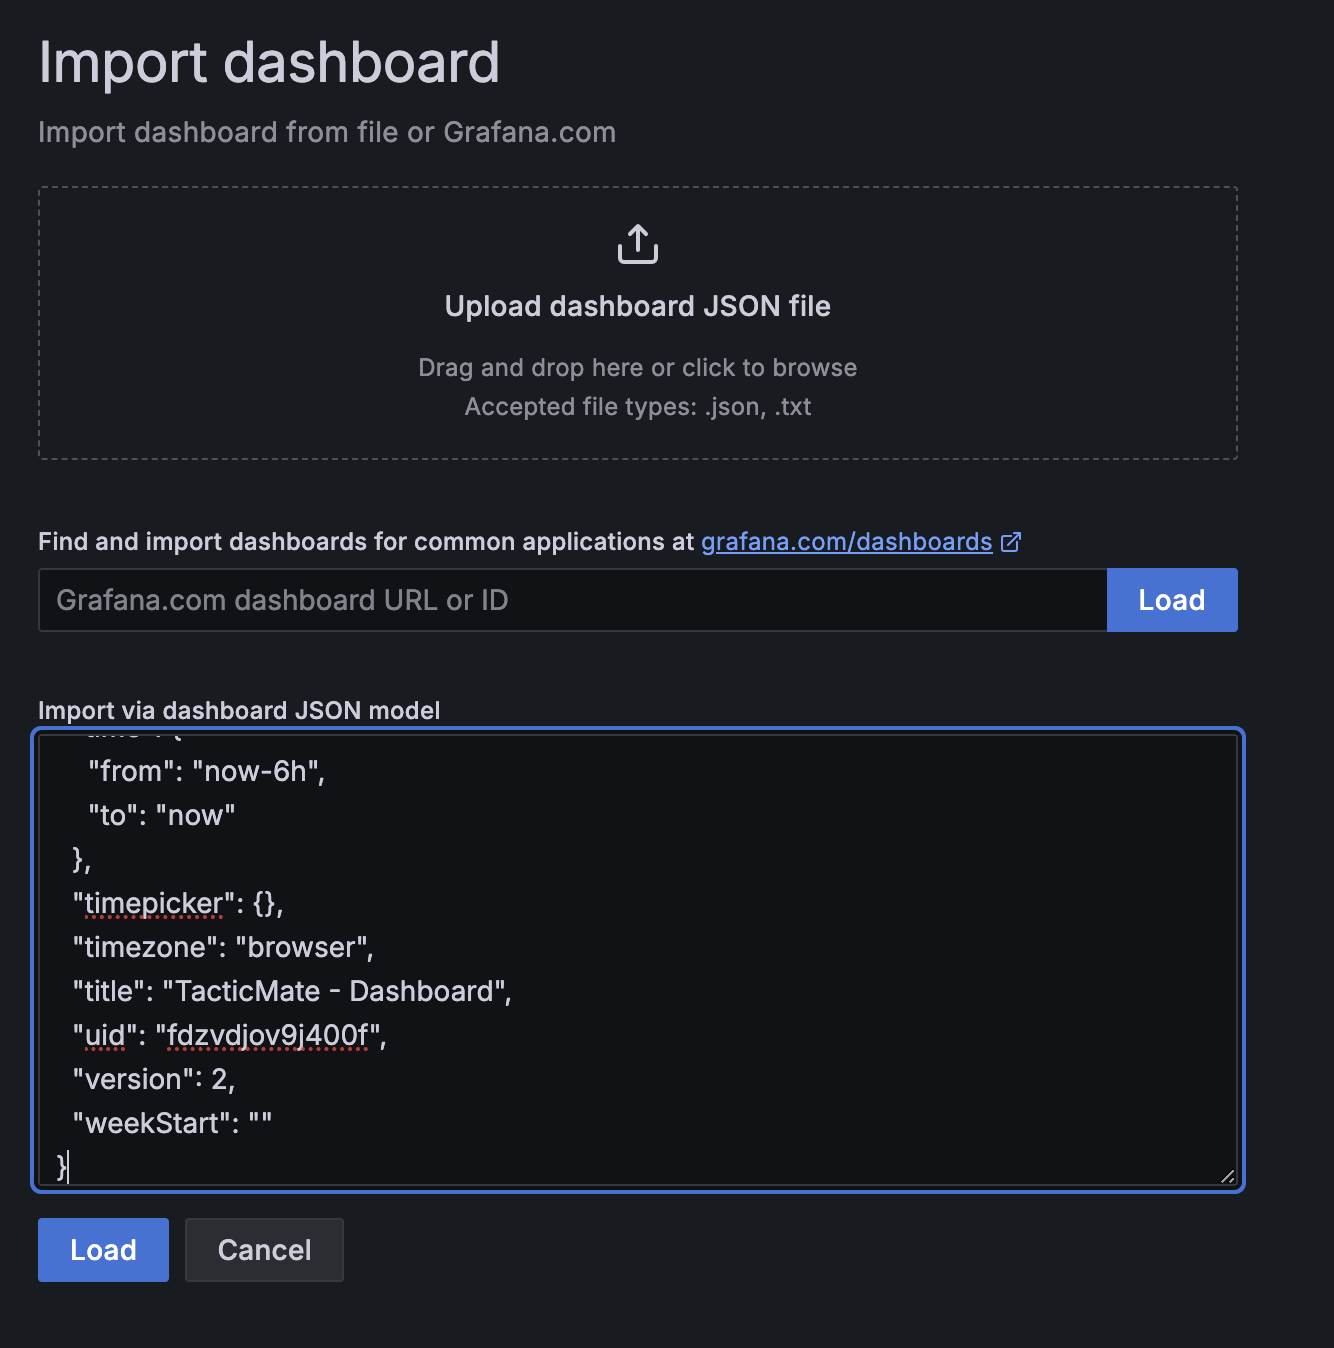 Import dashboard
Import dashboard from file or Grafana.com
Upload dashboard JSON file
Drag and drop here or click to browse
Accepted file types: .json, .txt
Find and import dashboards for common applications at grafana.com/dashboards
Grafana.com dashboard URL or ID
Load
Import via dashboard JSON model
"from": "now-6h",
"to": "now"
},
"timepicker": {},
"timezone": "browser",
"title": "TacticMate - Dashboard",
"uid": "fdzvdjov9j400f",
"version": 2,
"weekStart": ""
}
Load
Cancel